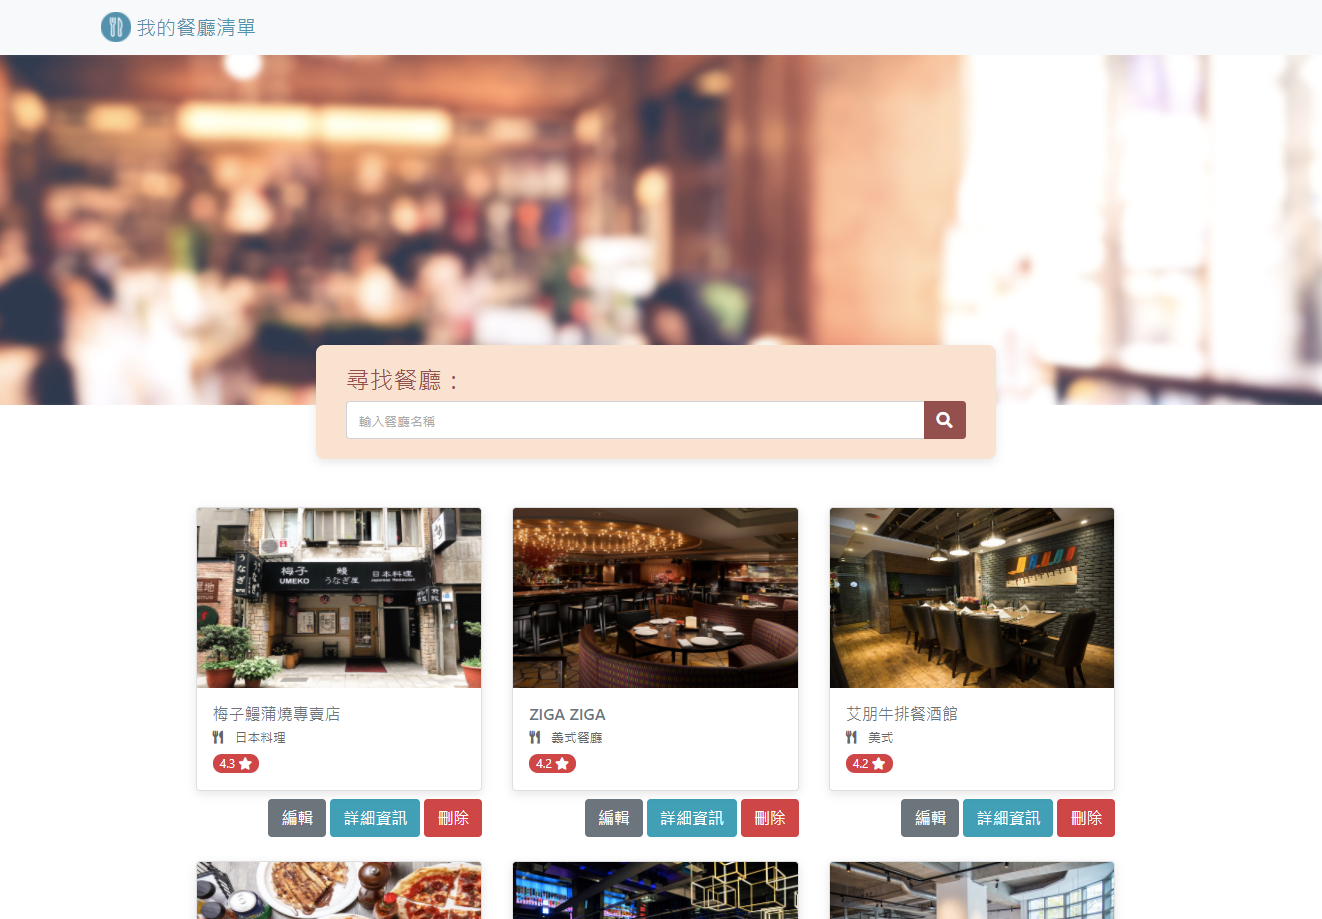 我的餐廳清單
尋找餐廳：
輸入餐廳名稱
梅子 鰻 日本料理
UMEKO うなぎ屋 Japanese Restaurant
うなぎ
梅子鰻蒲燒專賣店
日本料理
4.3
編輯 詳細資訊 刪除
ZIGA ZIGA
義式餐廳
4.2
編輯 詳細資訊 刪除
艾朋牛排餐酒館
美式
4.2
編輯 詳細資訊 刪除